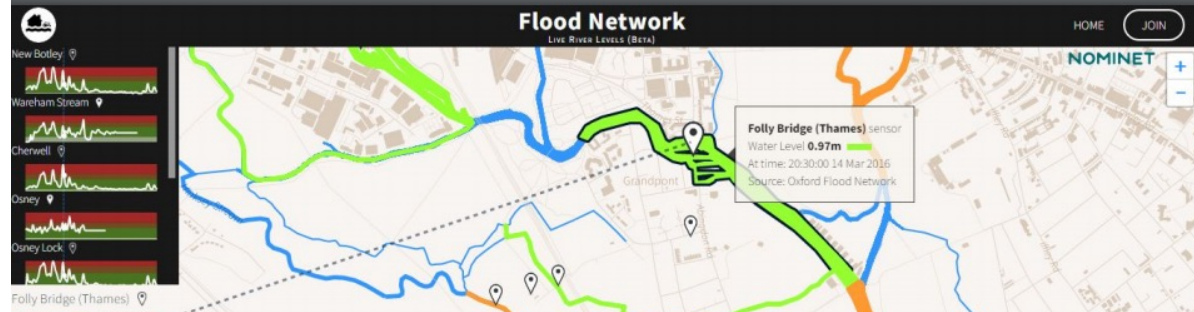 Flood Network
LIVE RIVER LEVELS (BETA)
HOME
JOIN
New Botley
Wareham Stream
Cherwell
Osney
Osney Lock
Folly Bridge (Thames)
NOMINET
+
−
Folly Bridge (Thames) sensor
Water Level 0.97m
At time: 20:30:00 14 Mar 2016
Source: Oxford Flood Network
Grandpont